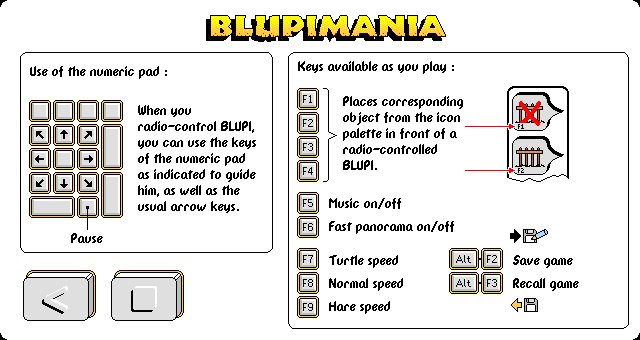 BLUPIMANIA
Use of the numeric pad :
When you
radio-control BLUPI,
you can use the keys
of the numeric pad
as indicated to guide
him, as well as the
usual arrow keys.
Pause
Keys available as you play :
F1
F2
F3
F4
Places corresponding
object from the icon
palette in front of a
radio-controlled
BLUPI.
F1
F2
F5 Music on/off
F6 Fast panorama on/off
F7 Turtle speed
F8 Normal speed
F9 Hare speed
Alt - F2 Save game
Alt - F3 Recall game